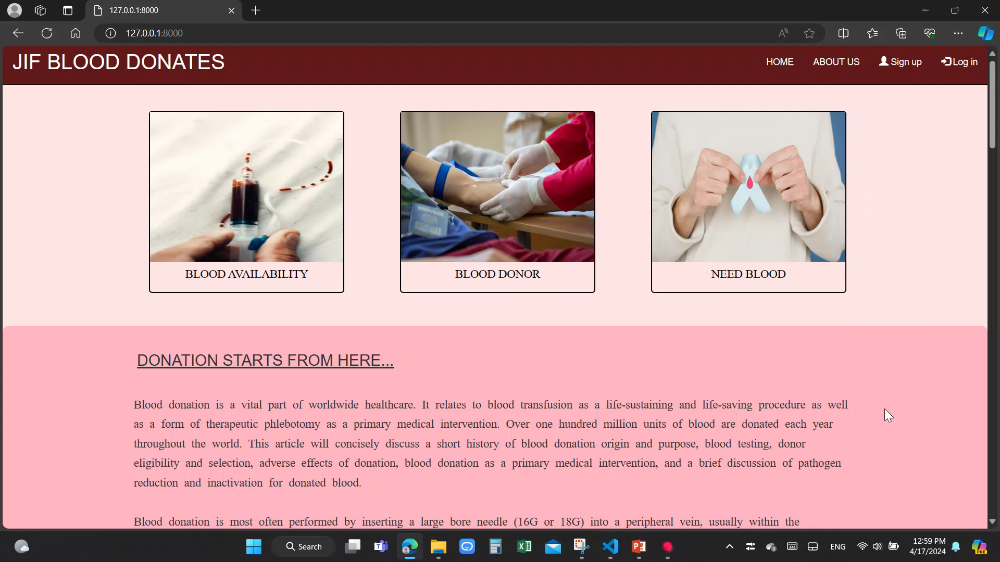 127.0.0.1:8000
127.0.0.1:8000
JIF BLOOD DONATES
HOME
ABOUT US
Sign up
Log in
BLOOD AVAILABILITY
BLOOD DONOR
NEED BLOOD
DONATION STARTS FROM HERE...
Blood donation is a vital part of worldwide healthcare. It relates to blood transfusion as a life-sustaining and life-saving procedure as well
as a form of therapeutic phlebotomy as a primary medical intervention. Over one hundred million units of blood are donated each year
throughout the world. This article will concisely discuss a short history of blood donation origin and purpose, blood testing, donor
eligibility and selection, adverse effects of donation, blood donation as a primary medical intervention, and a brief discussion of pathogen
reduction and inactivation for donated blood.
Blood donation is most often performed by inserting a large bore needle (16G or 18G) into a peripheral vein, usually within the
Search
ENG
12:59 PM
4/17/2024
PRE